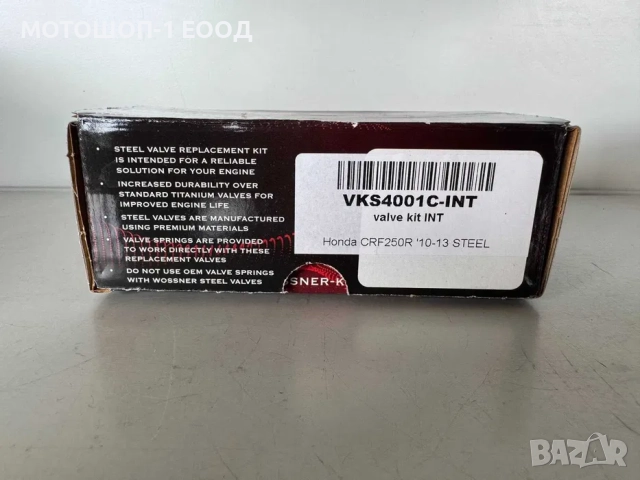 МОТОШОП-1 ЕООД
STEEL VALVE REPLACEMENT KIT
IS INTENDED FOR A RELIABLE
SOLUTION FOR YOUR ENGINE
INCREASED DURABILITY OVER
STANDARD TITANIUM VALVES FOR
IMPROVED ENGINE LIFE
STEEL VALVES ARE MANUFACTURED
USING PREMIUM MATERIALS
VALVE SPRINGS ARE PROVIDED
TO WORK DIRECTLY WITH THESE
REPLACEMENT VALVES
DO NOT USE OEM VALVE SPRINGS
WITH WOSSNER STEEL VALVES
VKS4001C-INT
valve kit INT
Honda CRF250R '10-13 STEEL
SSNER-K
BAZAR